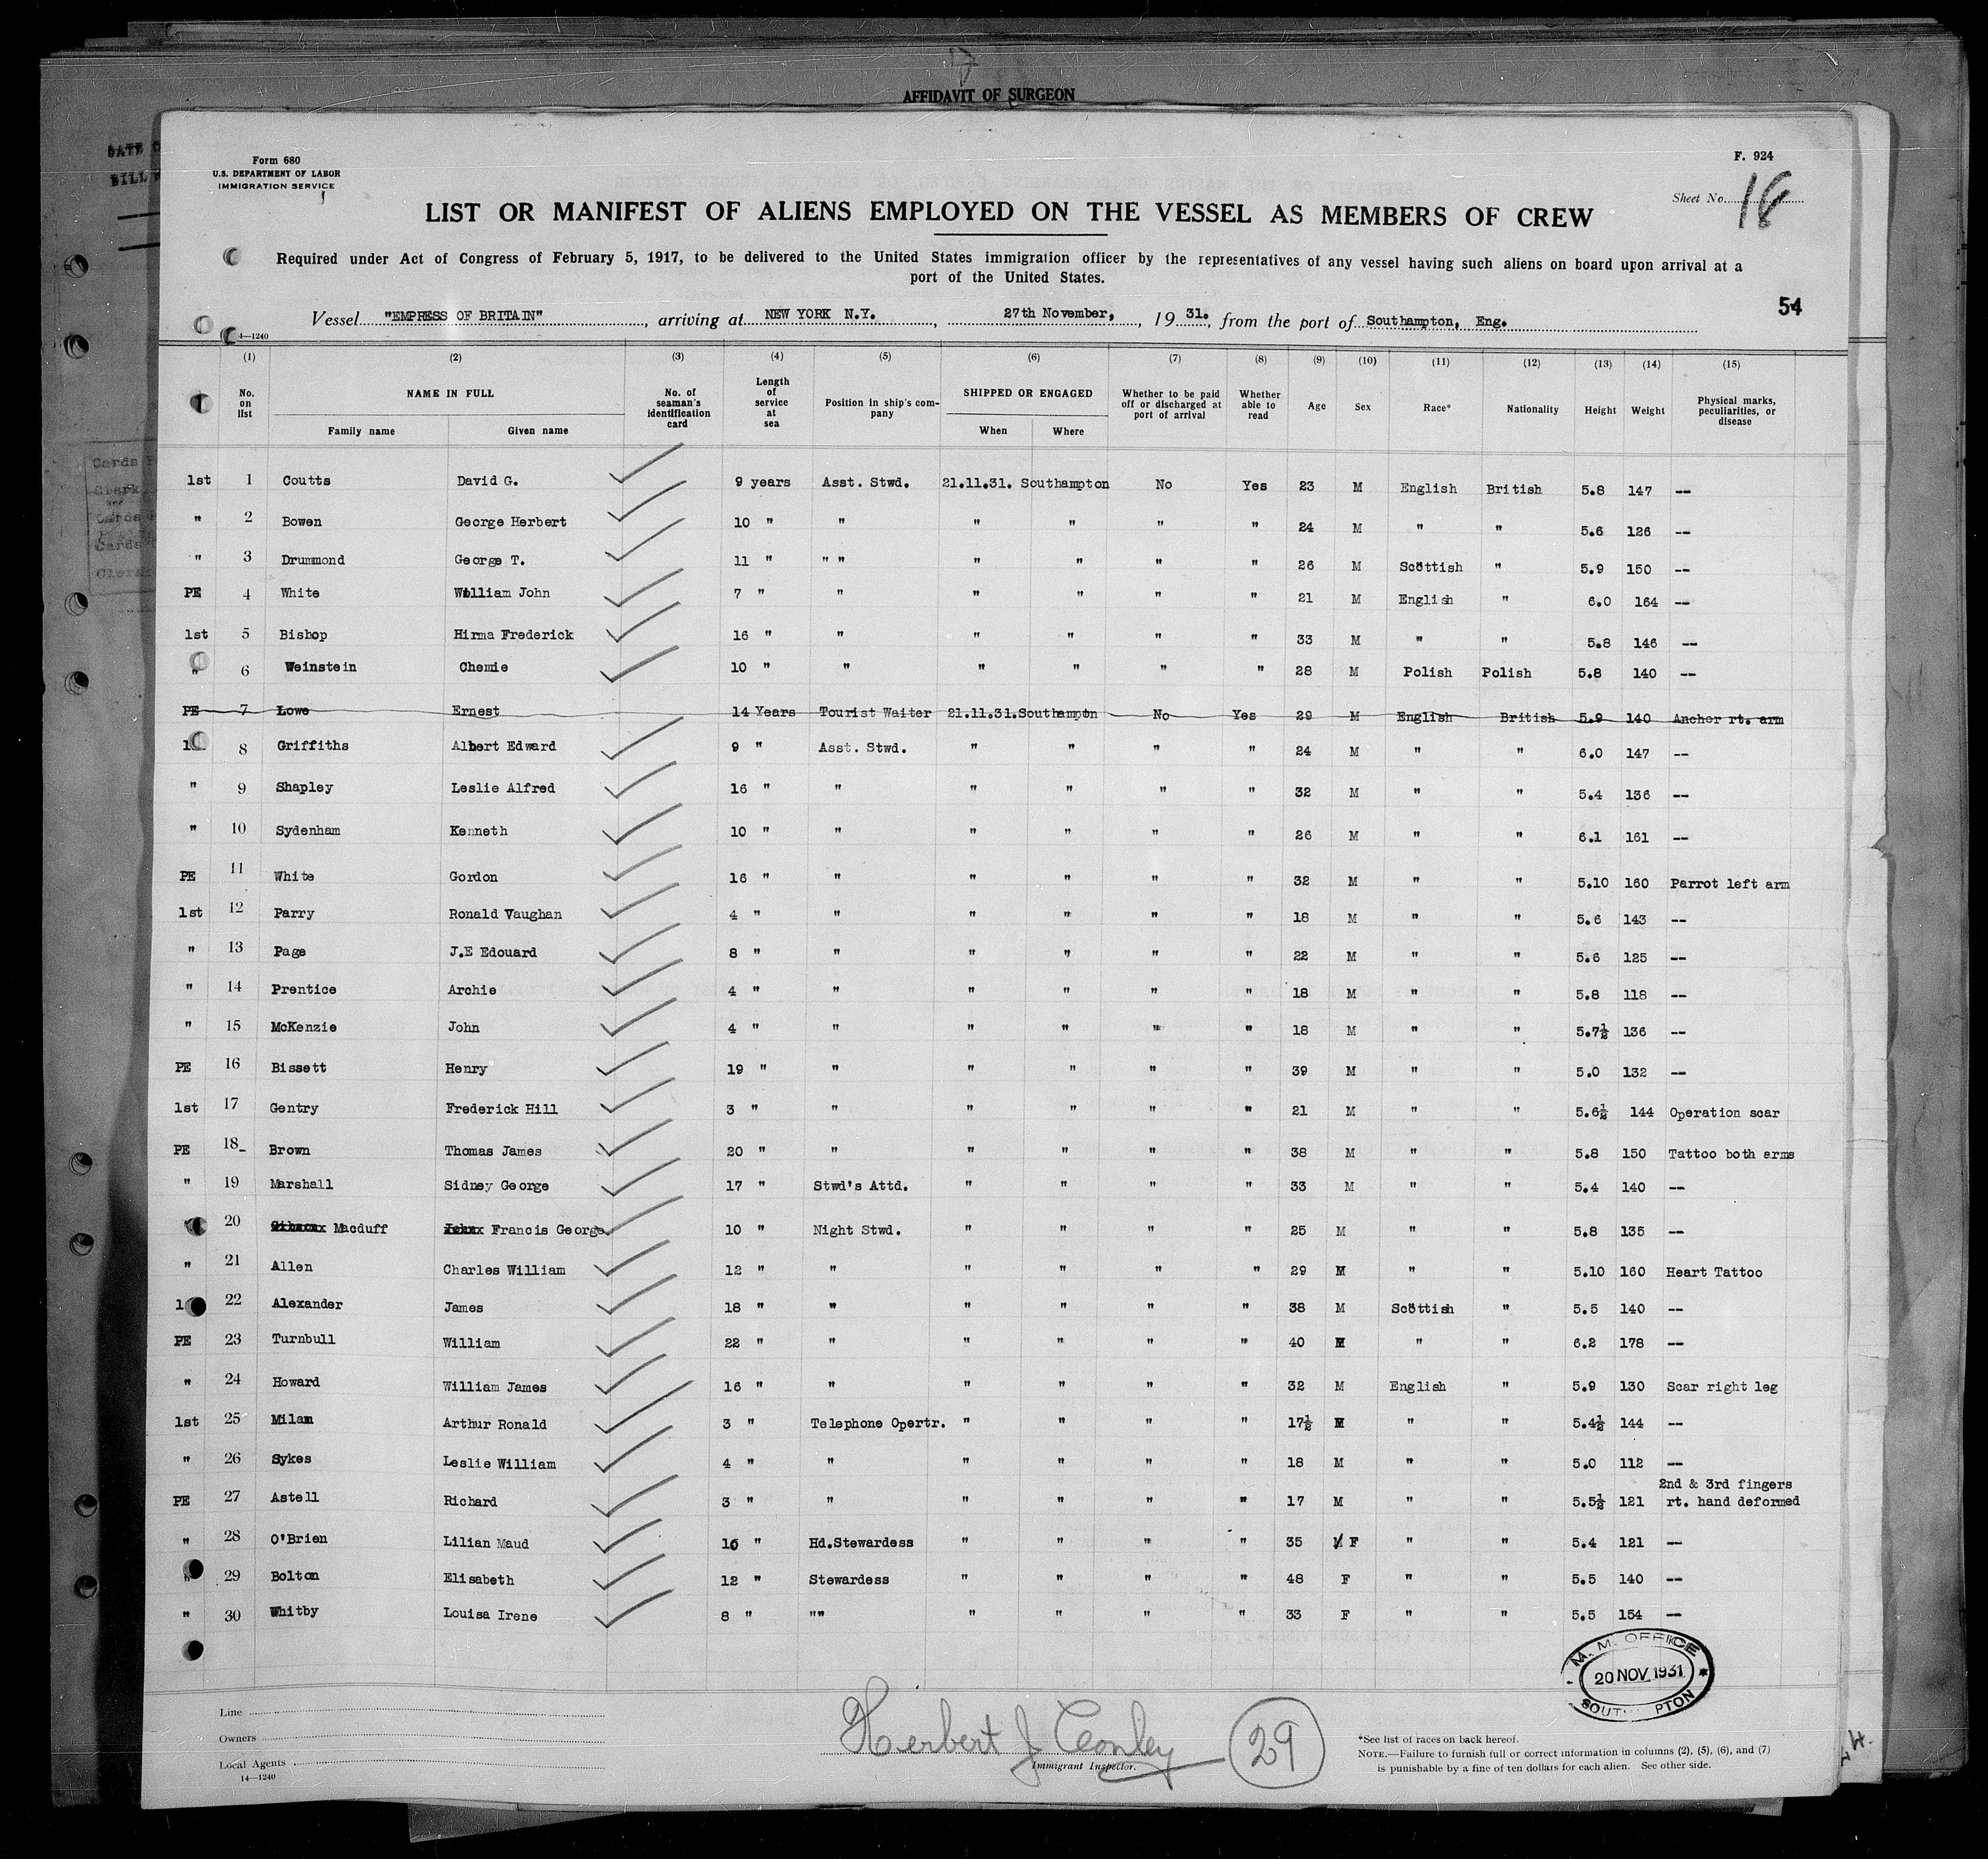 AFFIDAVIT OF SURGEON
Form 680
U.S. DEPARTMENT OF LABOR
IMMIGRATION SERVICE
F. 924
Sheet No. 18
LIST OR MANIFEST OF ALIENS EMPLOYED ON THE VESSEL AS MEMBERS OF CREW
Required under Act of Congress of February 5, 1917, to be delivered to the United States immigration officer by the representatives of any vessel having such aliens on board upon arrival at a
port of the United States.
54
Vessel "EMPRESS OF BRITAIN", arriving at NEW YORK N.Y., 27th November, 19 31., from the port of Southampton, Eng.
4—1240
(1) (2) (3) (4) (5) (6) (7) (8) (9) (10) (11) (12) (13) (14) (15)
No. on list NAME IN FULL Family name Given name No. of seaman's identification card Length of service at sea Position in ship's company SHIPPED OR ENGAGED When Where Whether to be paid off or discharged at port of arrival Whether able to read Age Sex Race* Nationality Height Weight Physical marks, peculiarities, or disease
1st 1 Coutts David G. 9 years Asst. Stwd. 21.11.31. Southampton No Yes 23 M English British 5.8 147 --
" 2 Bowen George Herbert 10 " " " " " " 24 M " " 5.6 126 --
" 3 Drummond George T. 11 " " " " " " " 26 M Scottish " 5.9 150 --
PE 4 White William John 7 " " " " " " 21 M English " 6.0 164 --
1st 5 Bishop Hirma Frederick 16 " " " " " " 33 M " " 5.8 146 --
" 6 Weinstein Chemie 10 " " " " " " 28 M Polish Polish 5.8 140 --
PE 7 Lowe Ernest 14 Years Tourist Waiter 21.11.31.Southampton No Yes 29 M English British 5.9 140 Anchor rt. arm
1 8 Griffiths Albert Edward 9 " Asst. Stwd. " " " " 24 M " " 6.0 147 --
" 9 Shapley Leslie Alfred 16 " " " " " " 32 M " " 5.4 136 --
" 10 Sydenham Kenneth 10 " " " " " " 26 M " " 6.1 161 --
PE 11 White Gordon 16 " " " " " " 32 M " " 5.10 160 Parrot left arm
1st 12 Parry Ronald Vaughan 4 " " " " " " 18 M " " 5.6 143 --
" 13 Page J.E Edouard 8 " " " " " " 22 M " " 5.6 125 --
" 14 Prentice Archie 4 " " " " " " 18 M " " 5.8 118 --
" 15 McKenzie John 4 " " " " " " 18 M " " 5.7½ 136 --
PE 16 Bissett Henry 19 " " " " " " 39 M " " 5.0 132 --
1st 17 Gentry Frederick Hill 3 " " " " " " 21 M " " 5.6½ 144 Operation scar
PE 18- Brown Thomas James 20 " " " " " " 38 M " " 5.8 150 Tattoo both arms
" 19 Marshall Sidney George 17 " Stwd's Attd. " " " " 33 M " " 5.4 140 --
" 20 Macduff Francis George 10 " Night Stwd. " " " " 25 M " " 5.8 135 --
" 21 Allen Charles William 12 " " " " " " 29 M " " 5.10 160 Heart Tattoo
1 22 Alexander James 18 " " " " " " 38 M Scottish " 5.5 140 --
PE 23 Turnbull William 22 " " " " " " 40 M " " 6.2 178 --
" 24 Howard William James 16 " " " " " " 32 M English " 5.9 130 Scar right leg
1st 25 Milam Arthur Ronald 3 " Telephone Opertr. " " " " 17½ M " " 5.4½ 144 --
" 26 Sykes Leslie William 4 " " " " " " 18 M " " 5.0 112 --
PE 27 Astell Richard 3 " " " " " " 17 M " " 5.5½ 121 2nd & 3rd fingers rt. hand deformed
" 28 O'Brien Lilian Maud 16 " Hd.Stewardess " " " " 35 F " " 5.4 121 --
" 29 Bolton Elisabeth 12 " Stewardess " " " " 48 F " " 5.5 140 --
" 30 Whitby Louisa Irene 8 " "" " " " " 33 F " " 5.5 154 --
M. M. OFFICE
20 NOV 1931
SOUTH PTON
Line
Owners
Local Agents
14—1240
Herbert J Conley
Immigrant Inspector.
29
*See list of races on back hereof.
NOTE.—Failure to furnish full or correct information in columns (2), (5), (6), and (7)
is punishable by a fine of ten dollars for each alien. See other side.